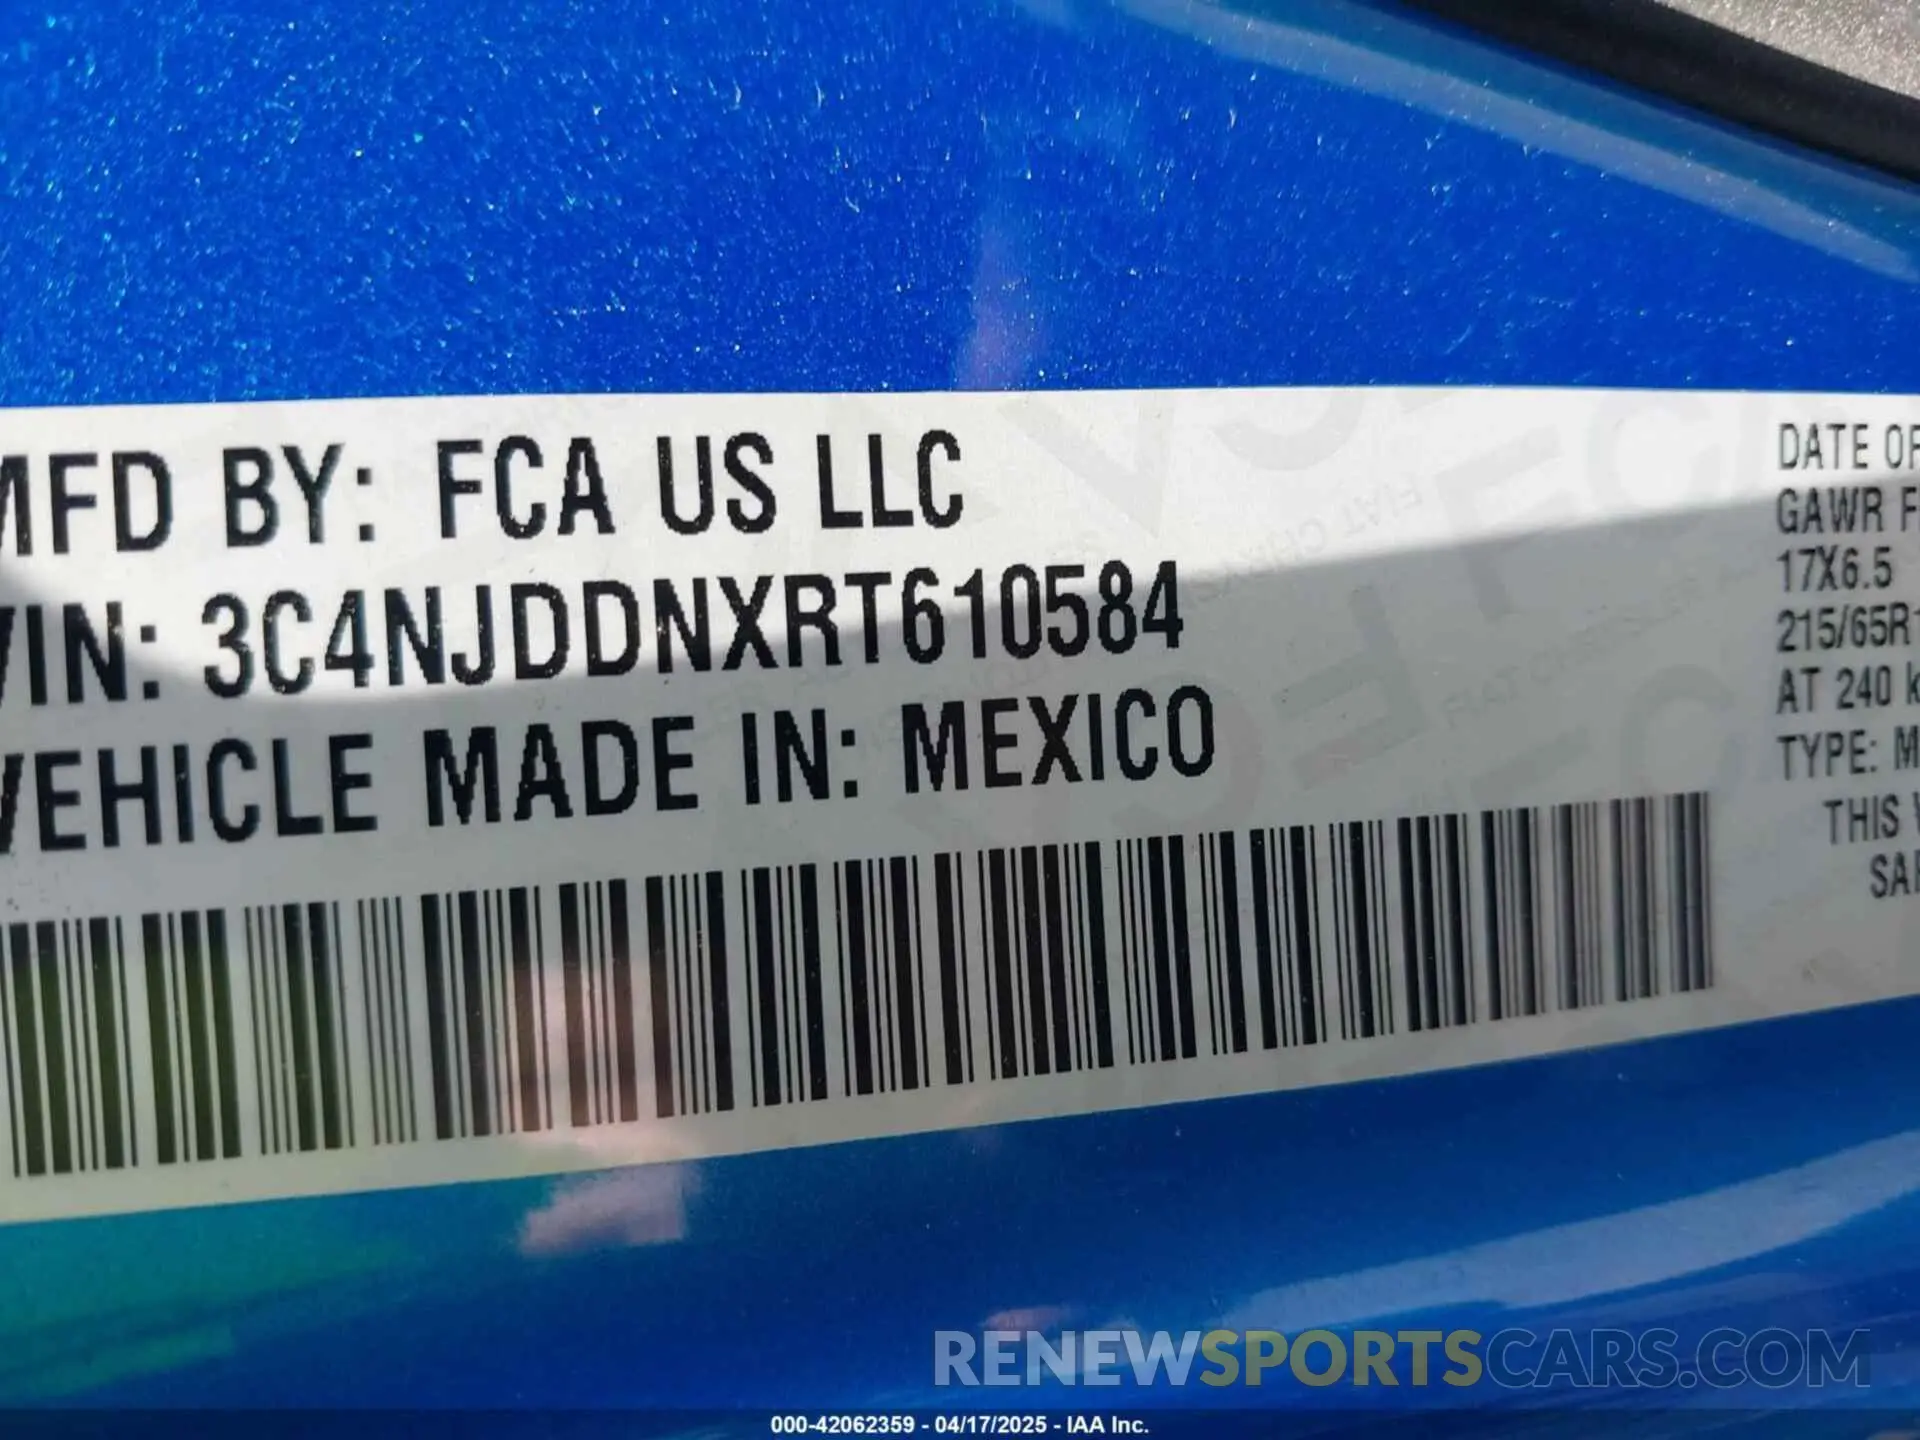 MFD BY: FCA US LLC
VIN: 3C4NJDDNXRT610584
VEHICLE MADE IN: MEXICO
DATE OF
GAWR F
17X6.5
215/65R1
AT 240 k
TYPE: M
THIS V
SAF
RENEWSPORTSCARS.COM
000-42062359 - 04/17/2025 - IAA Inc.